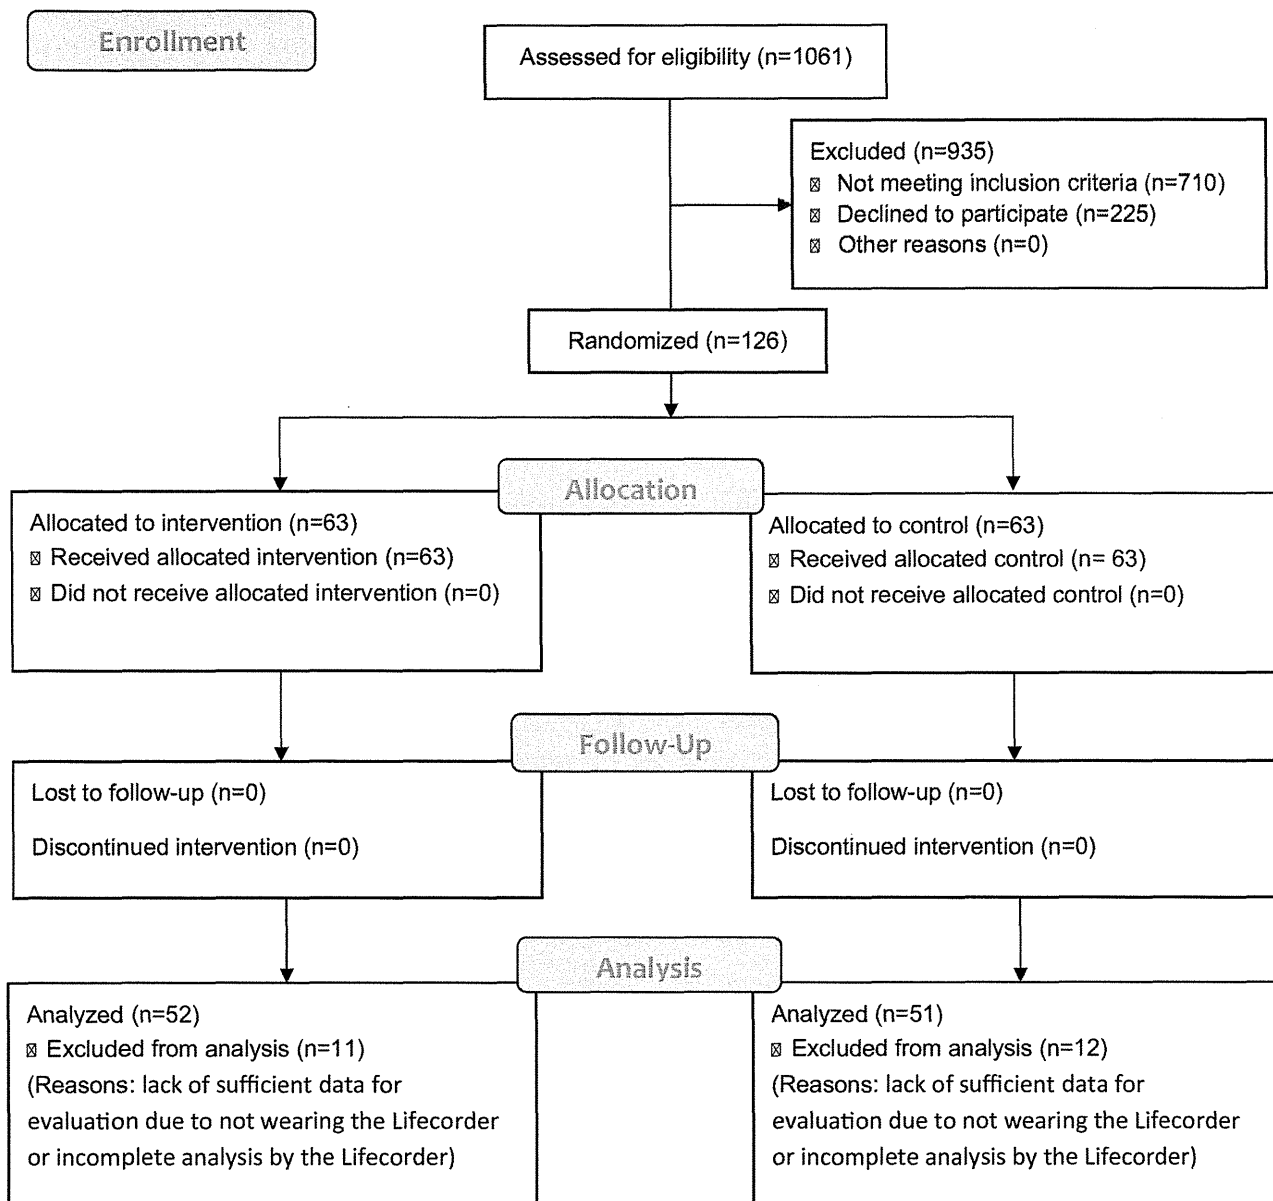 Enrollment
Assessed for eligibility (n=1061)
Excluded (n=935)
☒ Not meeting inclusion criteria (n=710)
☒ Declined to participate (n=225)
☒ Other reasons (n=0)
Randomized (n=126)
Allocation
Allocated to intervention (n=63)
☒ Received allocated intervention (n=63)
☒ Did not receive allocated intervention (n=0)
Allocated to control (n=63)
☒ Received allocated control (n= 63)
☒ Did not receive allocated control (n=0)
Follow-Up
Lost to follow-up (n=0)
Discontinued intervention (n=0)
Lost to follow-up (n=0)
Discontinued intervention (n=0)
Analysis
Analyzed (n=52)
☒ Excluded from analysis (n=11)
(Reasons: lack of sufficient data for
evaluation due to not wearing the Lifecorder
or incomplete analysis by the Lifecorder)
Analyzed (n=51)
☒ Excluded from analysis (n=12)
(Reasons: lack of sufficient data for
evaluation due to not wearing the Lifecorder
or incomplete analysis by the Lifecorder)